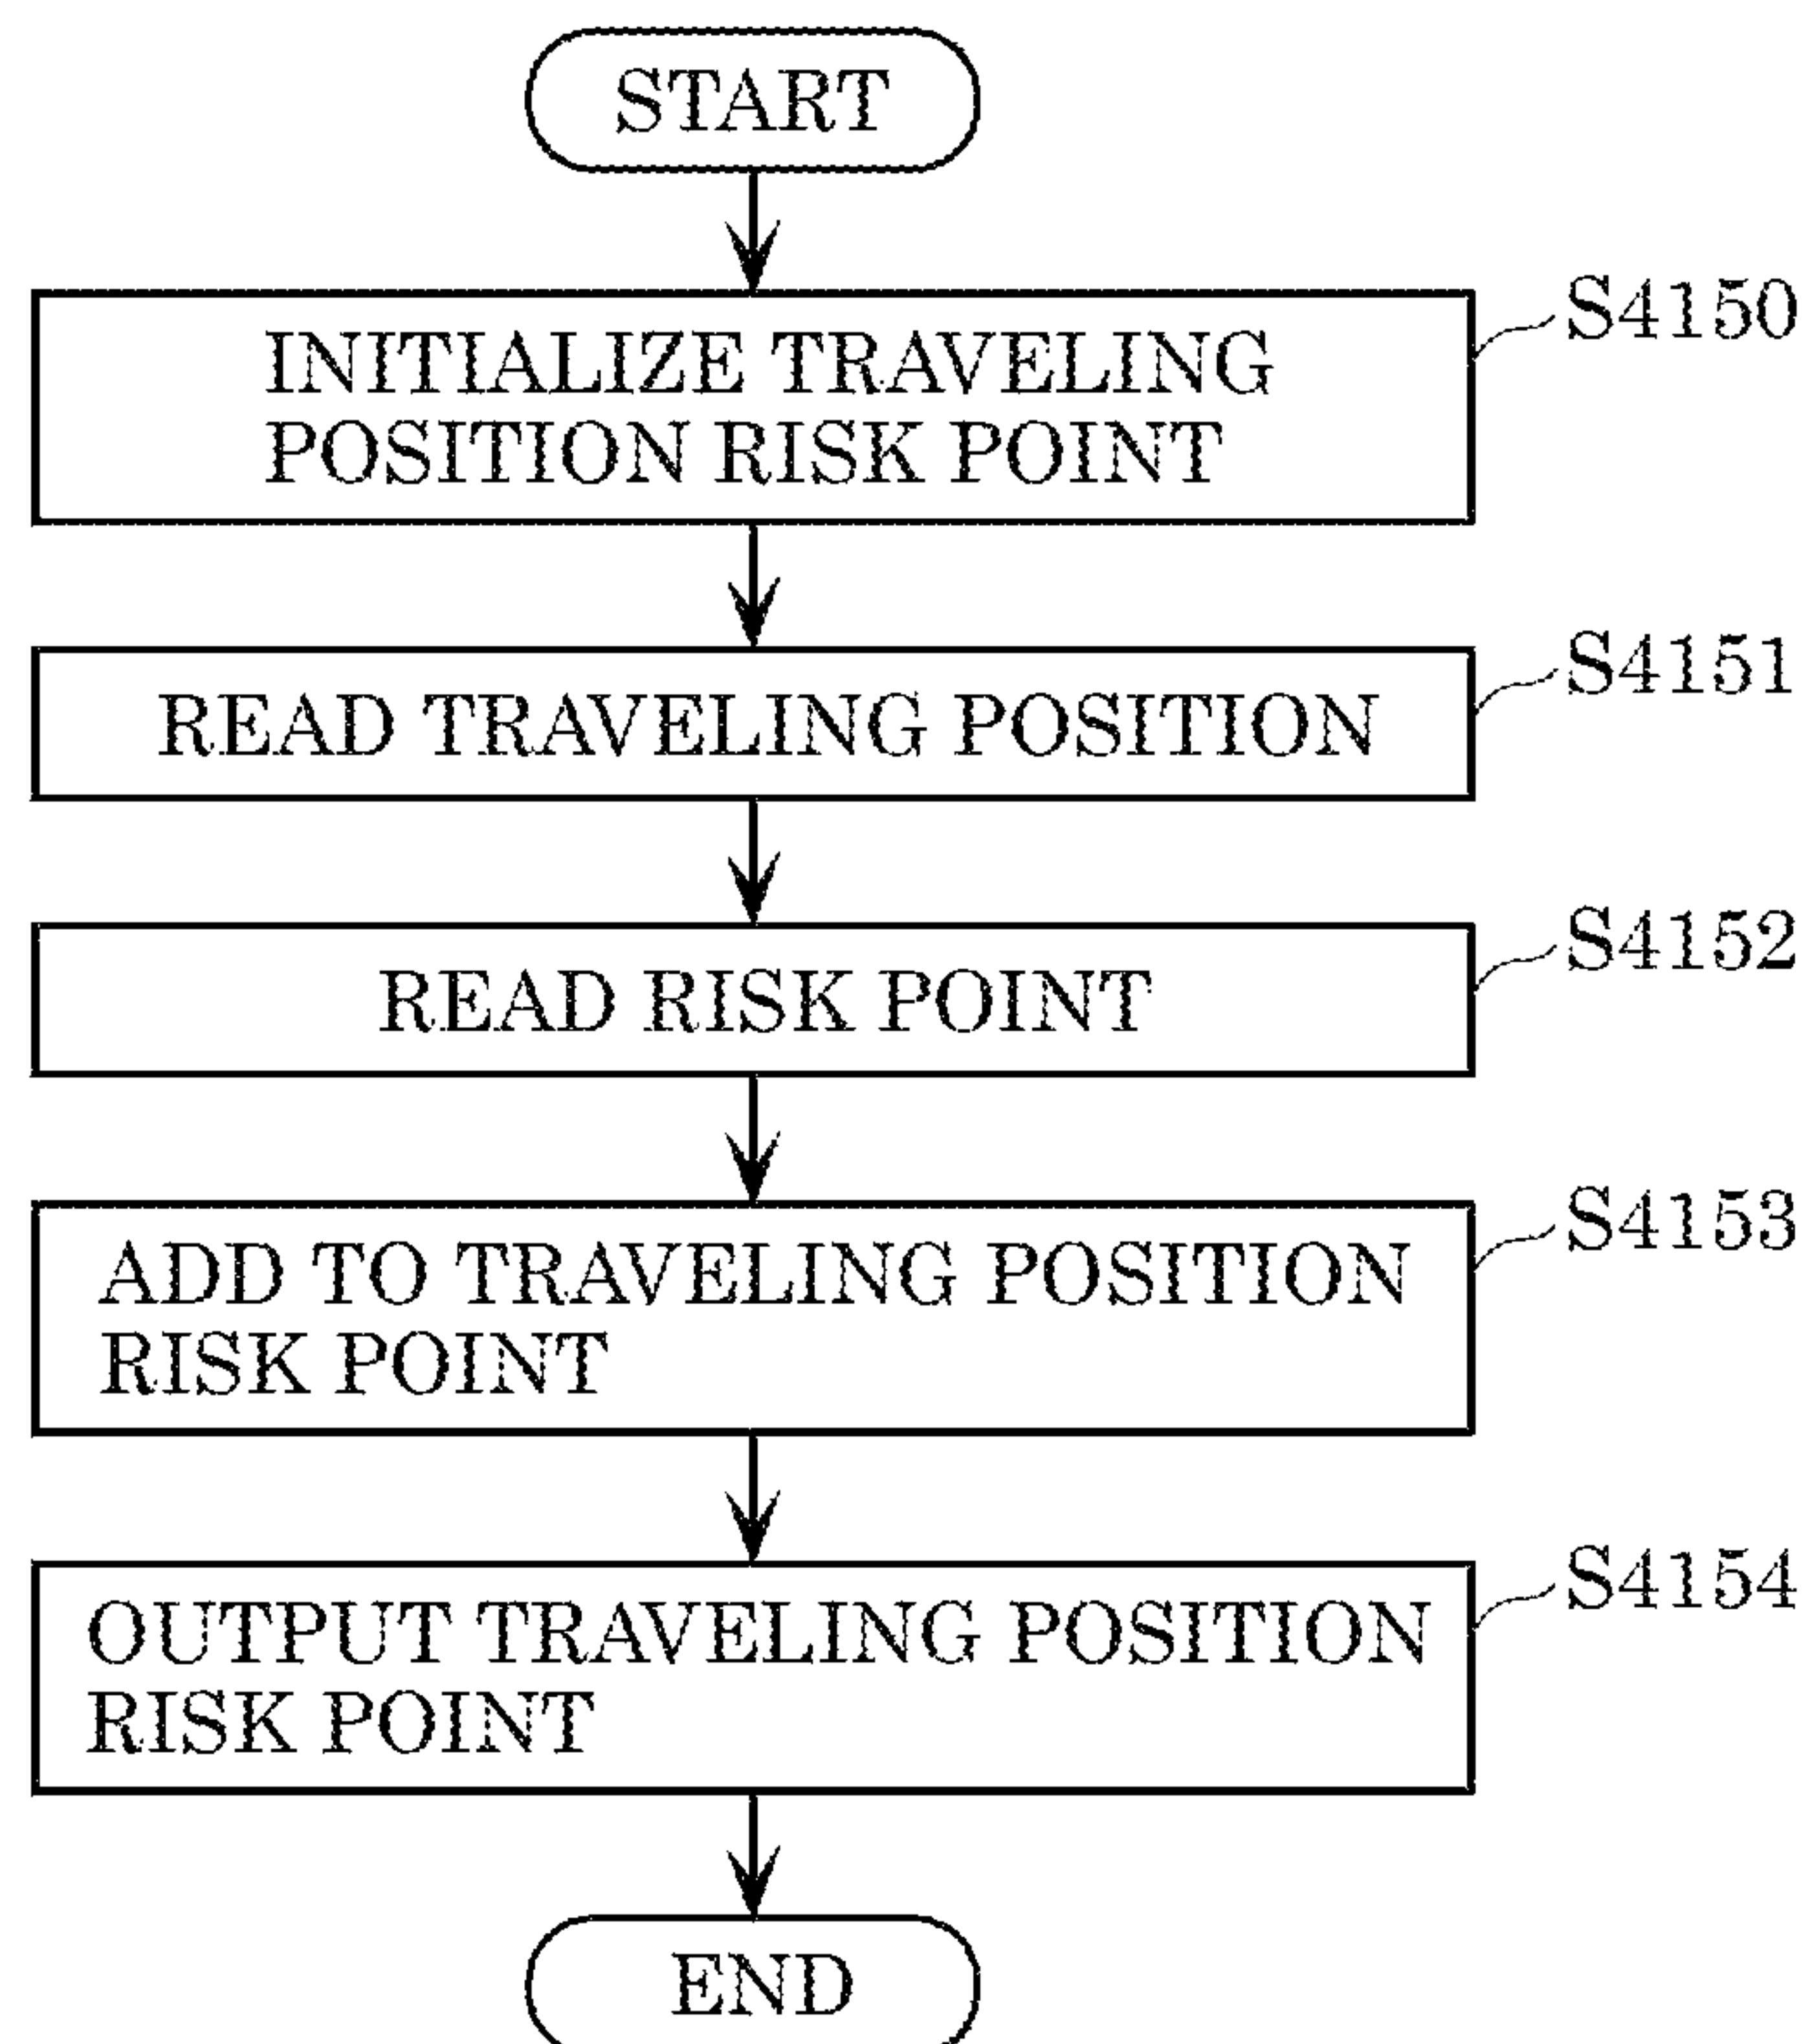 START
S4150
INITIALIZE TRAVELING
POSITION RISK POINT
S4151
READ TRAVELING POSITION
S4152
READ RISK POINT
S4153
ADD TO TRAVELING POSITION
RISK POINT
S4154
OUTPUT TRAVELING POSITION
RISK POINT
END